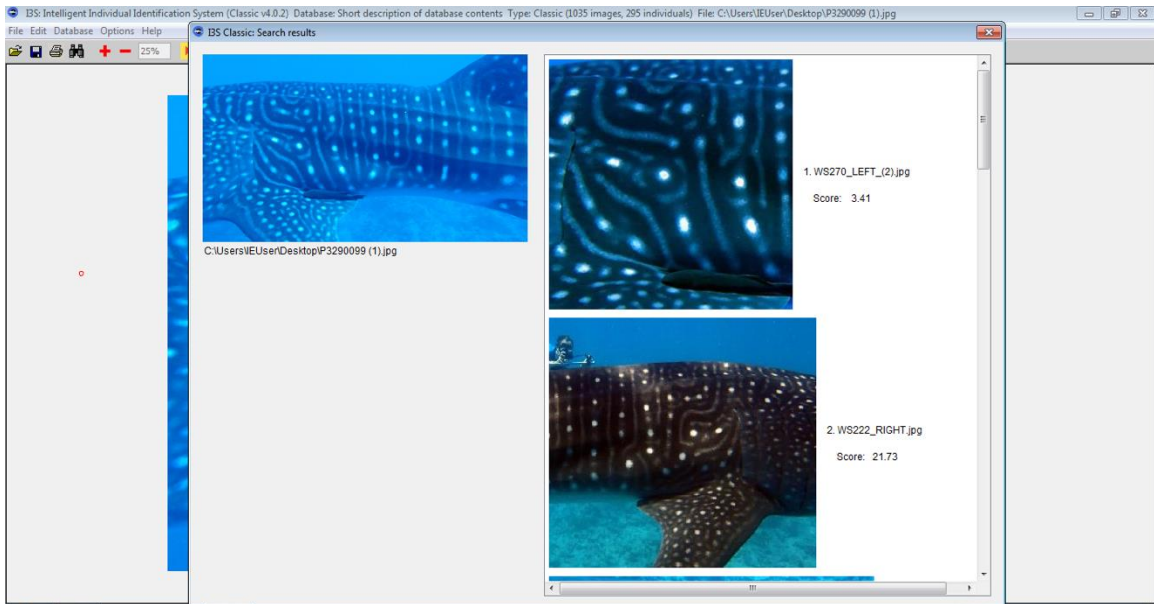 I3S: Intelligent Individual Identification System (Classic v4.0.2) Database: Short description of database contents Type: Classic (1035 images, 295 individuals) File: C:\Users\IEUser\Desktop\P3290099 (1).jpg
File Edit Database Options Help
25%
I3S Classic: Search results
C:\Users\IEUser\Desktop\P3290099 (1).jpg
1. WS270_LEFT_(2).jpg
Score: 3.41
2. WS222_RIGHT.jpg
Score: 21.73